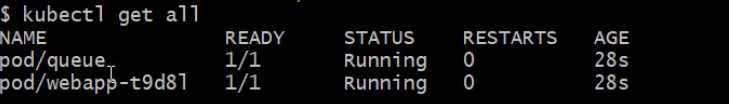 $ kubectl get all
NAME READY STATUS RESTARTS AGE
pod/queue 1/1 Running 0 28s
pod/webapp-t9d8l 1/1 Running 0 28s